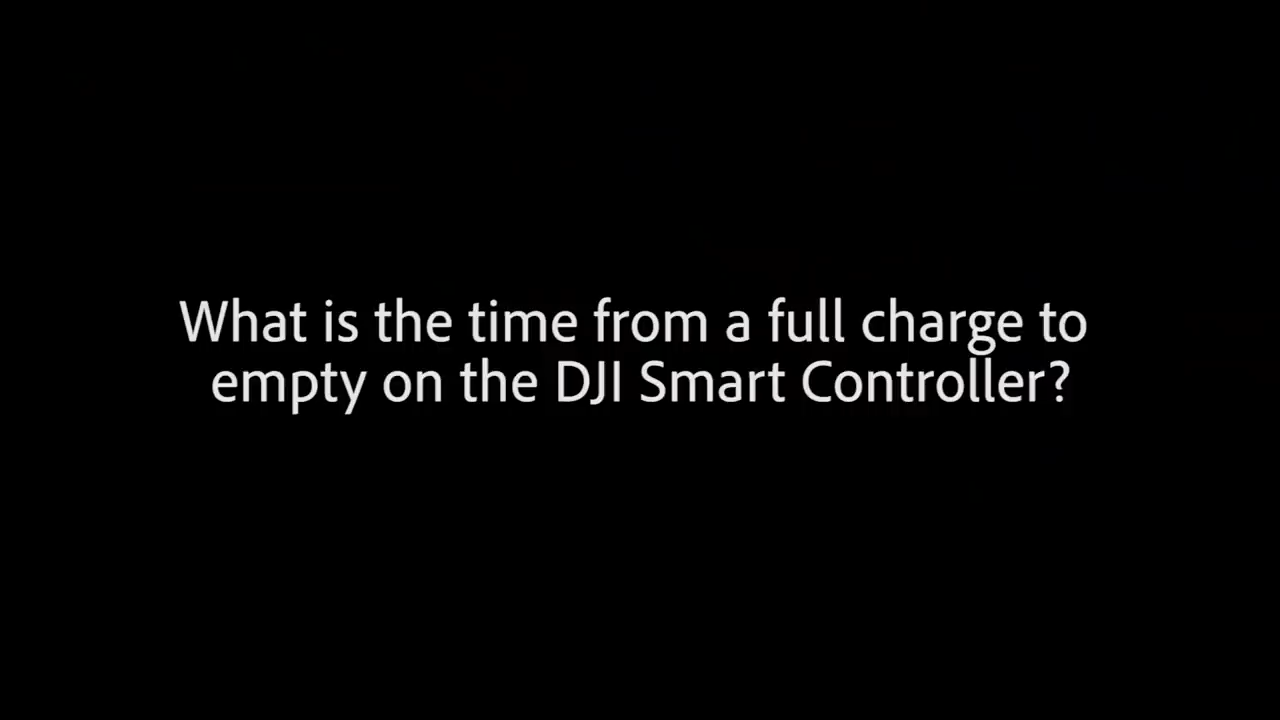 What is the time from a full charge to
empty on the DJI Smart Controller?